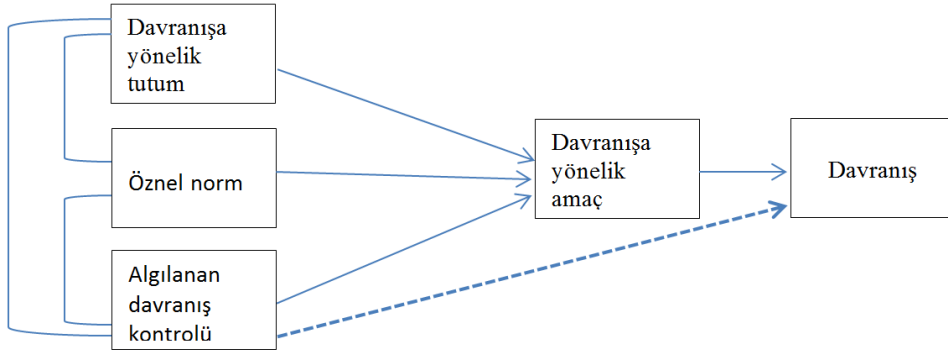 Davranışa
yönelik
tutum
Öznel norm
Algılanan
davranış
kontrolü
Davranışa
yönelik
amaç
Davranış